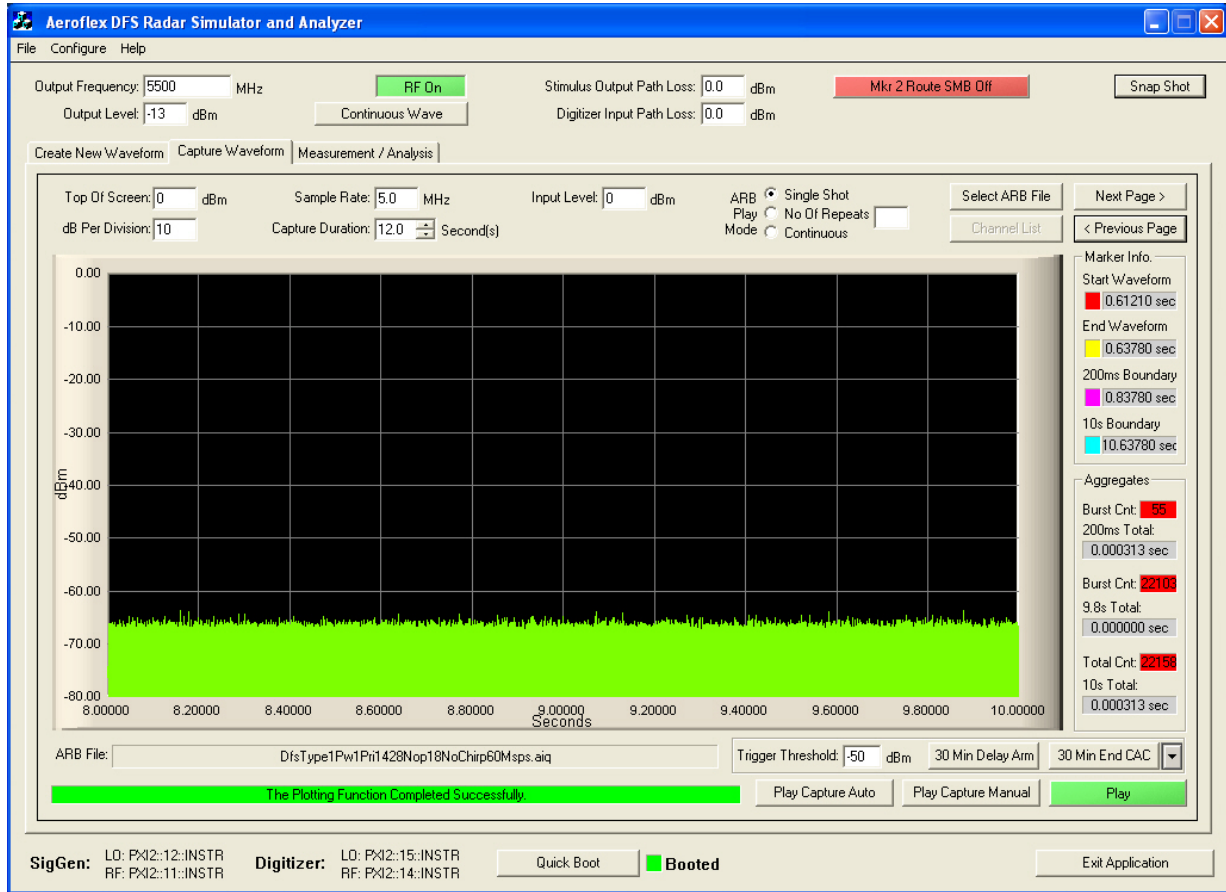 Aeroflex DFS Radar Simulator and Analyzer
File Configure Help
Output Frequency: 5500 MHz
RF On
Stimulus Output Path Loss: 0.0 dBm
Mkr 2 Route SMB Off
Snap Shot
Output Level: -13 dBm
Continuous Wave
Digitizer Input Path Loss: 0.0 dBm
Create New Waveform
Capture Waveform
Measurement / Analysis
Top Of Screen: 0 dBm
Sample Rate: 5.0 MHz
Input Level: 0 dBm
ARB Play Mode
Single Shot
No Of Repeats
Continuous
Select ARB File
Next Page >
dB Per Division: 10
Capture Duration: 12.0 Second(s)
Channel List
< Previous Page
0.00
-10.00
-20.00
-30.00
-40.00
-50.00
-60.00
-70.00
-80.00
dBm
8.00000 8.20000 8.40000 8.60000 8.80000 9.00000 9.20000 9.40000 9.60000 9.80000 10.00000
Seconds
Marker Info.
Start Waveform
0.61210 sec
End Waveform
0.63780 sec
200ms Boundary
0.83780 sec
10s Boundary
10.63780 sec
Aggregates
Burst Cnt: 55
200ms Total:
0.000313 sec
Burst Cnt: 22103
9.8s Total:
0.000000 sec
Total Cnt: 22158
10s Total:
0.000313 sec
ARB File: DfsType1Pw1Pri1428Nop18NoChirp60Msps.aiq
Trigger Threshold: -50 dBm
30 Min Delay Arm
30 Min End CAC
The Plotting Function Completed Successfully.
Play Capture Auto
Play Capture Manual
Play
SigGen:
LO: PXI2::12::INSTR
RF: PXI2::11::INSTR
Digitizer:
LO: PXI2::15::INSTR
RF: PXI2::14::INSTR
Quick Boot
Booted
Exit Application